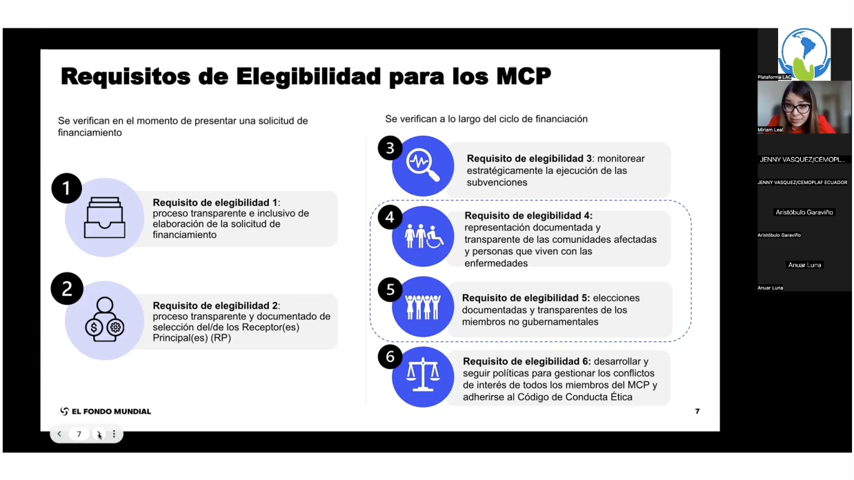 Requisitos de Elegibilidad para los MCP
Se verifican en el momento de presentar una solicitud de
financiamiento
1
Requisito de elegibilidad 1:
proceso transparente e inclusivo de
elaboración de la solicitud de
financiamiento
2
Requisito de elegibilidad 2:
proceso transparente y documentado de
selección del/de los Receptor(es)
Principal(es) (RP)
Se verifican a lo largo del ciclo de financiación
3
Requisito de elegibilidad 3: monitorear
estratégicamente la ejecución de las
subvenciones
4
Requisito de elegibilidad 4:
representación documentada y
transparente de las comunidades afectadas
y personas que viven con las
enfermedades
5
Requisito de elegibilidad 5: elecciones
documentadas y transparentes de los
miembros no gubernamentales
6
Requisito de elegibilidad 6: desarrollar y
seguir políticas para gestionar los conflictos
de interés de todos los miembros del MCP y
adherirse al Código de Conducta Ética
EL FONDO MUNDIAL
7
7
Plataforma LAC
Miriam Leal
JENNY VASQUEZ/CEMOPL...
JENNY VASQUEZ/CEMOPLAF ECUADOR
Aristóbulo Garaviño
Aristóbulo Garaviño
Anuar Luna
Anuar Luna